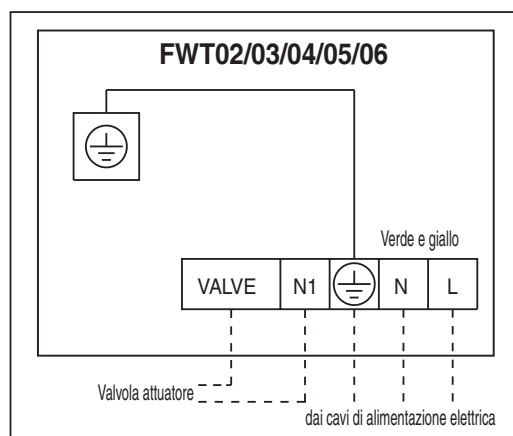 FWT02/03/04/05/06
Verde e giallo
VALVE N1 N L
Valvola attuatore
dai cavi di alimentazione elettrica